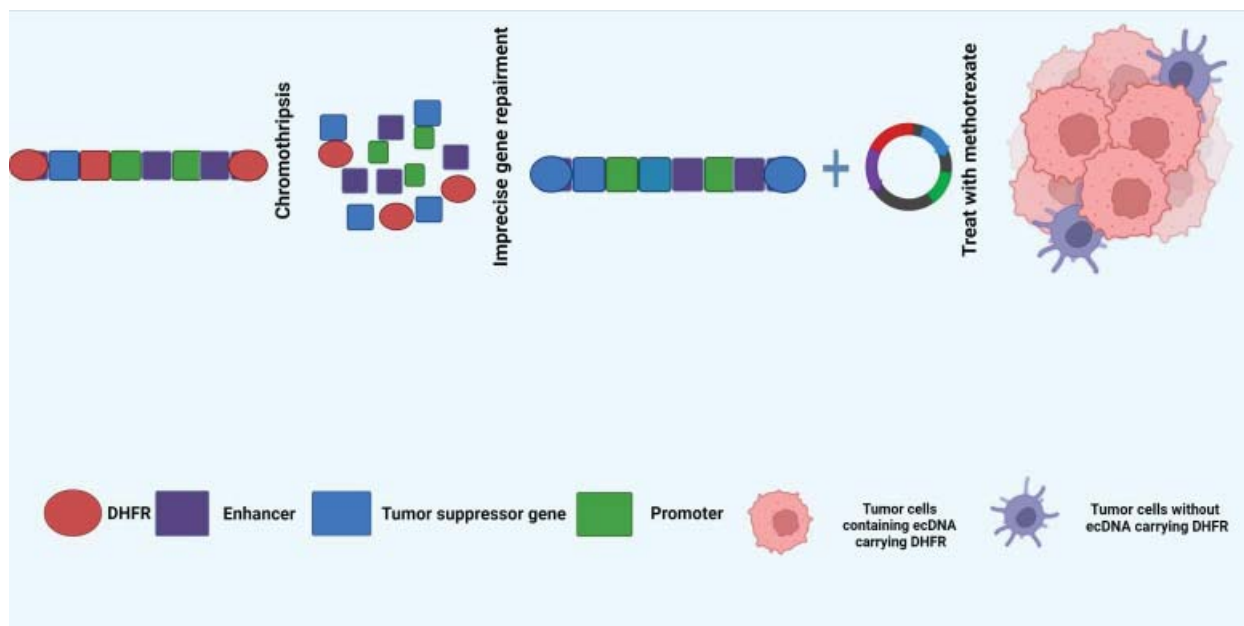 Chromothripsis
Imprecise gene repairment
Treat with methotrexate
DHFR
Enhancer
Tumor suppressor gene
Promoter
Tumor cells
containing ecDNA
carrying DHFR
Tumor cells without
ecDNA carrying DHFR